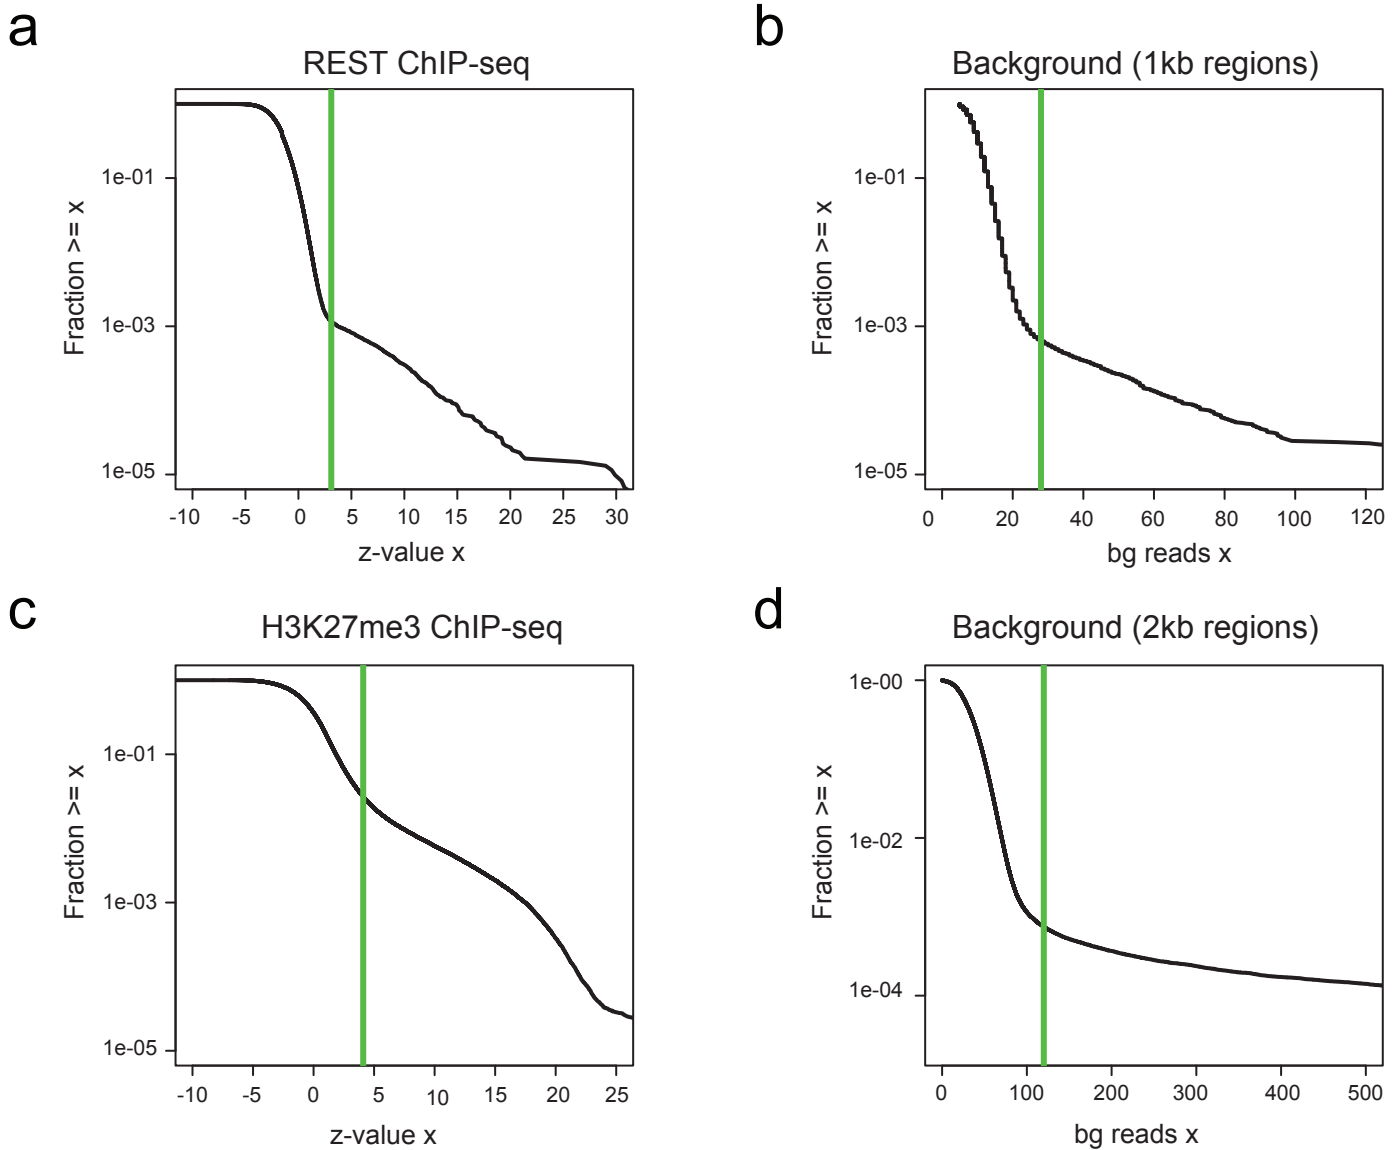 a
REST ChIP-seq
Fraction >= x
1e-01
1e-03
1e-05
-10 -5 0 5 10 15 20 25 30
z-value x
b
Background (1kb regions)
Fraction >= x
1e-01
1e-03
1e-05
0 20 40 60 80 100 120
bg reads x
c
H3K27me3 ChIP-seq
Fraction >= x
1e-01
1e-03
1e-05
-10 -5 0 5 10 15 20 25
z-value x
d
Background (2kb regions)
Fraction >= x
1e-00
1e-02
1e-04
0 100 200 300 400 500
bg reads x